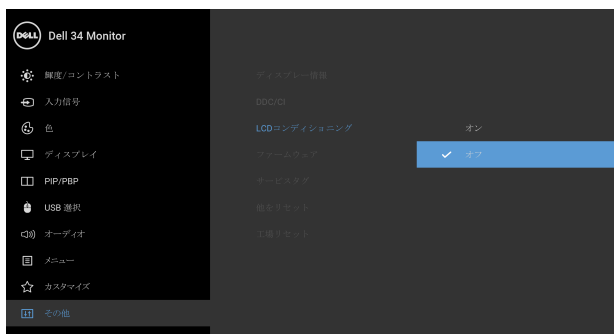 DELL Dell 34 Monitor
輝度/コントラスト
入力信号
色
ディスプレイ
PIP/PBP
USB 選択
オーディオ
メニュー
カスタマイズ
その他
ディスプレー情報
DDC/CI
LCDコンディショニング
ファームウェア
サービスタグ
他をリセット
工場リセット
オン
オフ